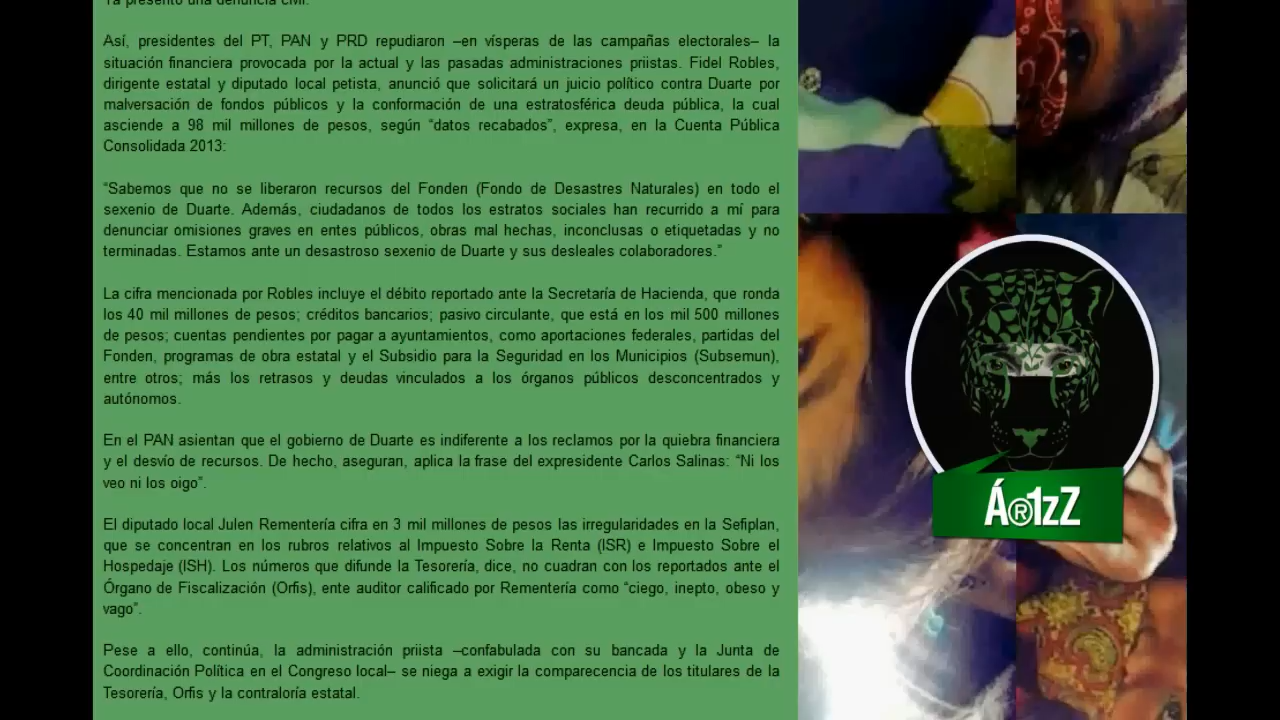 Ya presentó una denuncia civil.
Así, presidentes del PT, PAN y PRD repudiaron –en vísperas de las campañas electorales– la
situación financiera provocada por la actual y las pasadas administraciones priistas. Fidel Robles,
dirigente estatal y diputado local petista, anunció que solicitará un juicio político contra Duarte por
malversación de fondos públicos y la conformación de una estratosférica deuda pública, la cual
asciende a 98 mil millones de pesos, según “datos recabados”, expresa, en la Cuenta Pública
Consolidada 2013:
“Sabemos que no se liberaron recursos del Fonden (Fondo de Desastres Naturales) en todo el
sexenio de Duarte. Además, ciudadanos de todos los estratos sociales han recurrido a mí para
denunciar omisiones graves en entes públicos, obras mal hechas, inconclusas o etiquetadas y no
terminadas. Estamos ante un desastroso sexenio de Duarte y sus desleales colaboradores.”
La cifra mencionada por Robles incluye el débito reportado ante la Secretaría de Hacienda, que ronda
los 40 mil millones de pesos; créditos bancarios; pasivo circulante, que está en los mil 500 millones
de pesos; cuentas pendientes por pagar a ayuntamientos, como aportaciones federales, partidas del
Fonden, programas de obra estatal y el Subsidio para la Seguridad en los Municipios (Subsemun),
entre otros; más los retrasos y deudas vinculados a los órganos públicos desconcentrados y
autónomos.
En el PAN asientan que el gobierno de Duarte es indiferente a los reclamos por la quiebra financiera
y el desvío de recursos. De hecho, aseguran, aplica la frase del expresidente Carlos Salinas: “Ni los
veo ni los oigo”.
El diputado local Julen Rementería cifra en 3 mil millones de pesos las irregularidades en la Sefiplan,
que se concentran en los rubros relativos al Impuesto Sobre la Renta (ISR) e Impuesto Sobre el
Hospedaje (ISH). Los números que difunde la Tesorería, dice, no cuadran con los reportados ante el
Órgano de Fiscalización (Orfis), ente auditor calificado por Rementería como “ciego, inepto, obeso y
vago”.
Pese a ello, continúa, la administración priista –confabulada con su bancada y la Junta de
Coordinación Política en el Congreso local– se niega a exigir la comparecencia de los titulares de la
Tesorería, Orfis y la contraloría estatal.
Á®1zZ